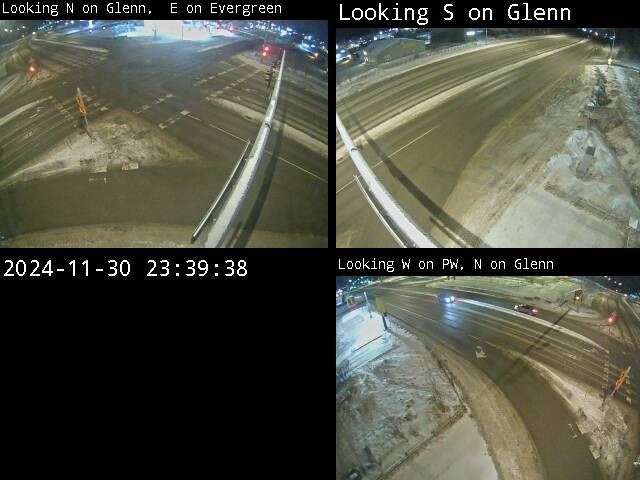 Looking N on Glenn, E on Evergreen
Looking S on Glenn
2024-11-30 23:39:38
Looking W on PW, N on Glenn